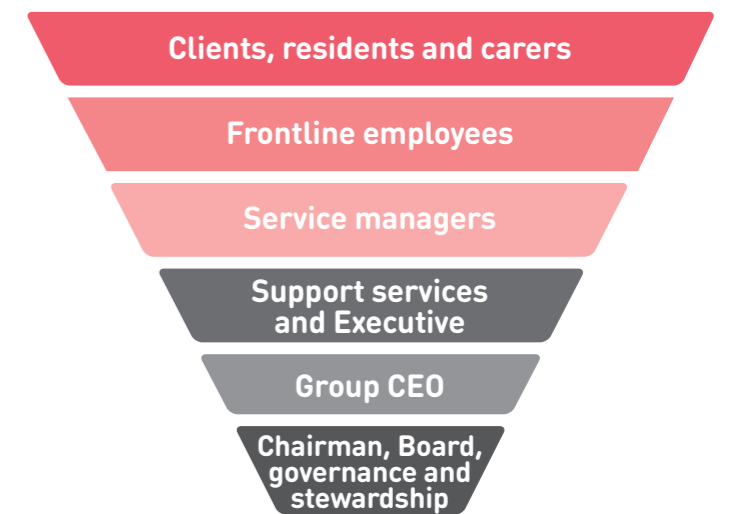 Clients, residents and carers
Frontline employees
Service managers
Support services
and Executive
Group CEO
Chairman, Board,
governance and
stewardship